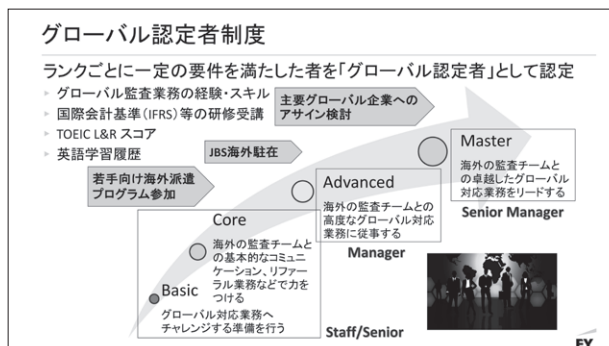 グローバル認定者制度
ランクごとに一定の要件を満たした者を「グローバル認定者」として認定
▶ グローバル監査業務の経験・スキル
▶ 国際会計基準(IFRS)等の研修受講
▶ TOEIC L&R スコア
▶ 英語学習履歴
主要グローバル企業への
アサイン検討
JBS海外駐在
若手向け海外派遣
プログラム参加
Master
海外の監査チームと
の卓越したグローバル
対応業務をリードする
Senior Manager
Advanced
海外の監査チームとの
高度なグローバル対応
業務に従事する
Manager
Core
海外の監査チームと
の基本的なコミュニ
ケーション、リファー
ラル業務などで力を
つける
Basic
グローバル対応業務へ
チャレンジする準備を行う
Staff/Senior
EY